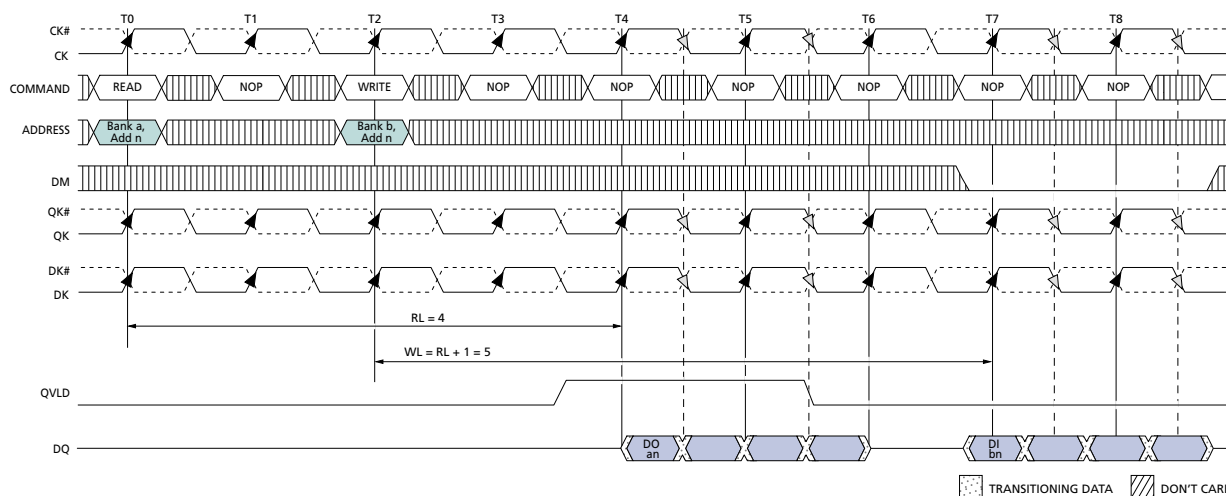 T0 T1 T2 T3 T4 T5 T6 T7 T8
CK#
CK
COMMAND READ NOP WRITE NOP NOP NOP NOP NOP NOP
ADDRESS Bank a, Add n Bank b, Add n
DM
QK#
QK
DK#
DK
RL = 4
WL = RL + 1 = 5
QVLD
DQ DO an DI bn
TRANSITIONING DATA DON'T CARE